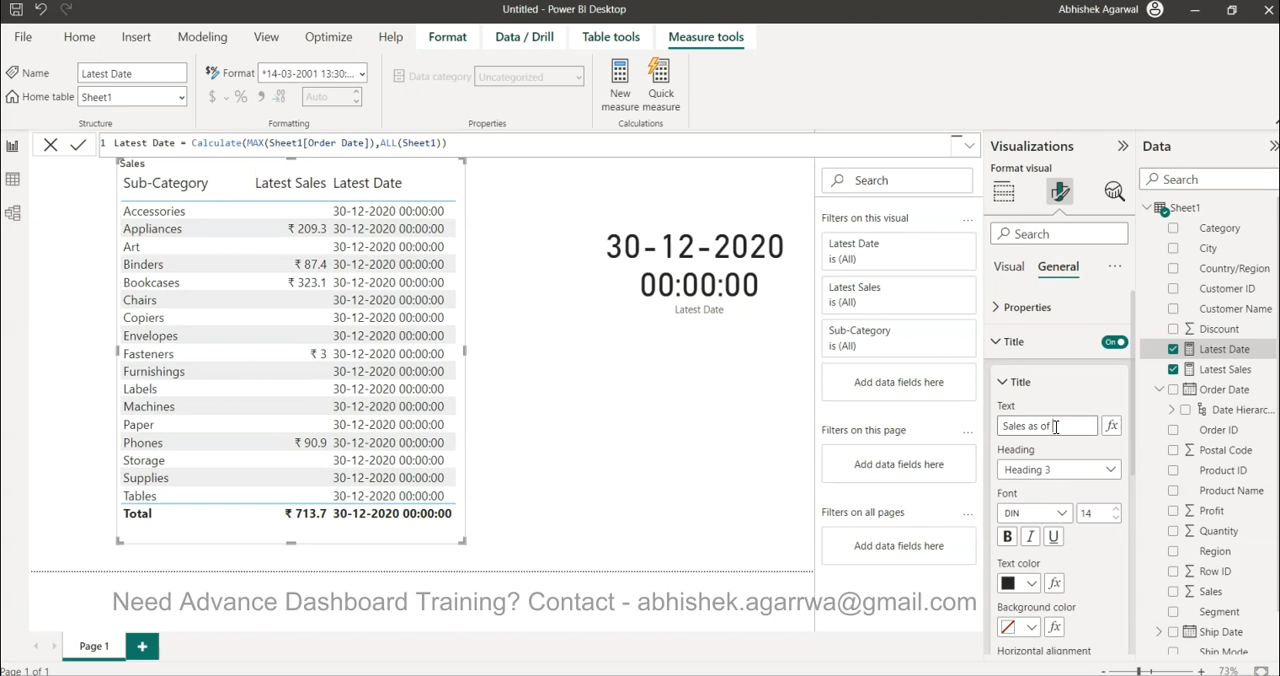 Untitled - Power BI Desktop
Abhishek Agarwal
File Home Insert Modeling View Optimize Help Format Data / Drill Table tools Measure tools
Name Latest Date
Home table Sheet1
Structure
Format *14-03-2001 13:30:...
$ % Auto
Formatting
Data category Uncategorized
Properties
New measure
Quick measure
Calculations
1 Latest Date = Calculate(MAX(Sheet1[Order Date]),ALL(Sheet1))
Sales
Sub-Category Latest Sales Latest Date
Accessories 30-12-2020 00:00:00
Appliances ₹ 209.3 30-12-2020 00:00:00
Art 30-12-2020 00:00:00
Binders ₹ 87.4 30-12-2020 00:00:00
Bookcases ₹ 323.1 30-12-2020 00:00:00
Chairs 30-12-2020 00:00:00
Copiers 30-12-2020 00:00:00
Envelopes 30-12-2020 00:00:00
Fasteners ₹ 3 30-12-2020 00:00:00
Furnishings 30-12-2020 00:00:00
Labels 30-12-2020 00:00:00
Machines 30-12-2020 00:00:00
Paper 30-12-2020 00:00:00
Phones ₹ 90.9 30-12-2020 00:00:00
Storage 30-12-2020 00:00:00
Supplies 30-12-2020 00:00:00
Tables 30-12-2020 00:00:00
Total ₹ 713.7 30-12-2020 00:00:00
30-12-2020
00:00:00
Latest Date
Search
Filters on this visual ...
Latest Date
is (All)
Latest Sales
is (All)
Sub-Category
is (All)
Add data fields here
Filters on this page ...
Add data fields here
Filters on all pages ...
Add data fields here
Visualizations
Format visual
Search
Visual General ...
Properties
Title On
Title
Text
Sales as of
fx
Heading
Heading 3
Font
DIN 14
B I U
Text color
fx
Background color
fx
Horizontal alignment
Data
Search
Sheet1
Category
City
Country/Region
Customer ID
Customer Name
Discount
Latest Date
Latest Sales
Order Date
Date Hierarc...
Order ID
Postal Code
Product ID
Product Name
Profit
Quantity
Region
Row ID
Sales
Segment
Ship Date
Ship Mode
Need Advance Dashboard Training? Contact - abhishek.agarrwa@gmail.com
Page 1
Page 1 of 1
73%